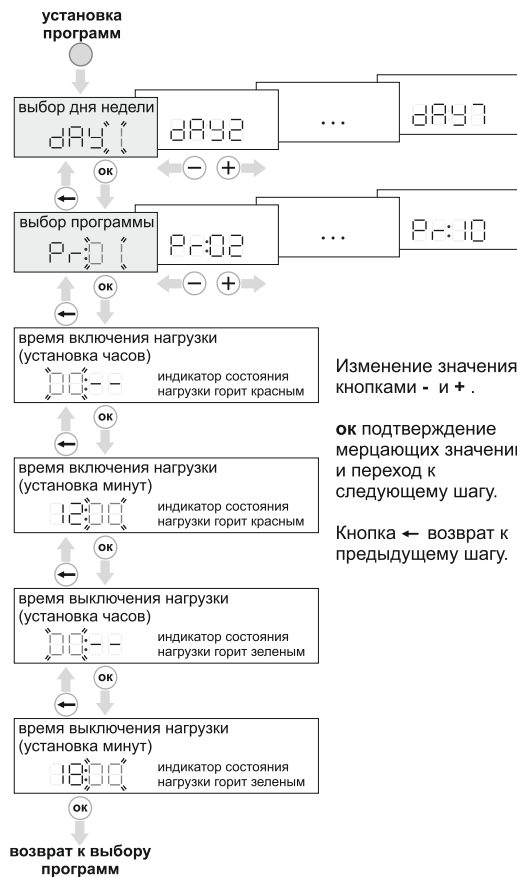 установка
программ
выбор дня недели
dAY1
dAY2
...
dAY7
ок
← − +
выбор программы
Pr:01
Pr:02
...
Pr:10
ок
← − +
время включения нагрузки
(установка часов)
00:--
индикатор состояния
нагрузки горит красным
Изменение значения
кнопками - и + .
ок
←
ок подтверждение
мерцающих значени
и переход к
следующему шагу.
время включения нагрузки
(установка минут)
12:00
индикатор состояния
нагрузки горит красным
Кнопка ← возврат к
предыдущему шагу.
ок
←
время выключения нагрузки
(установка часов)
00:--
индикатор состояния
нагрузки горит зеленым
ок
←
время выключения нагрузки
(установка минут)
18:00
индикатор состояния
нагрузки горит зеленым
ок
возврат к выбору
программ